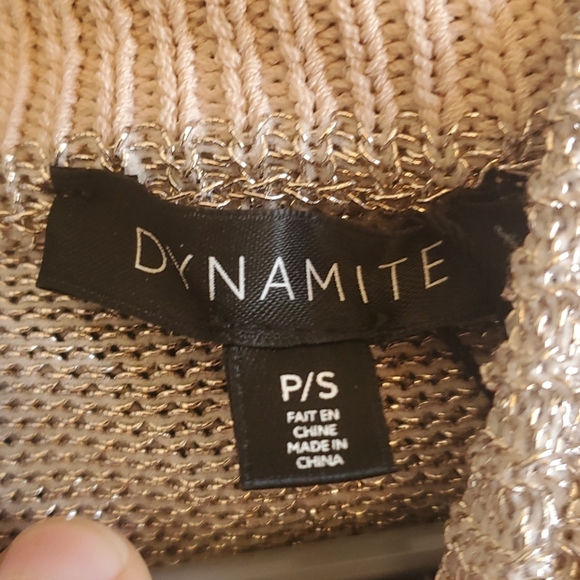 DYNAMITE
P/S
FAIT EN
CHINE
MADE IN
CHINA